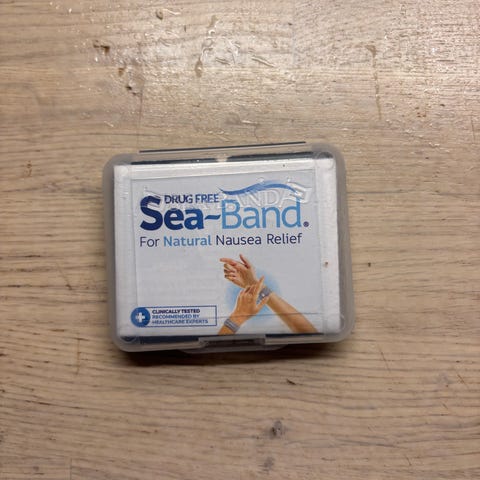 DRUG FREE
Sea~Band®
For Natural Nausea Relief
CLINICALLY TESTED
RECOMMENDED BY
HEALTHCARE EXPERTS